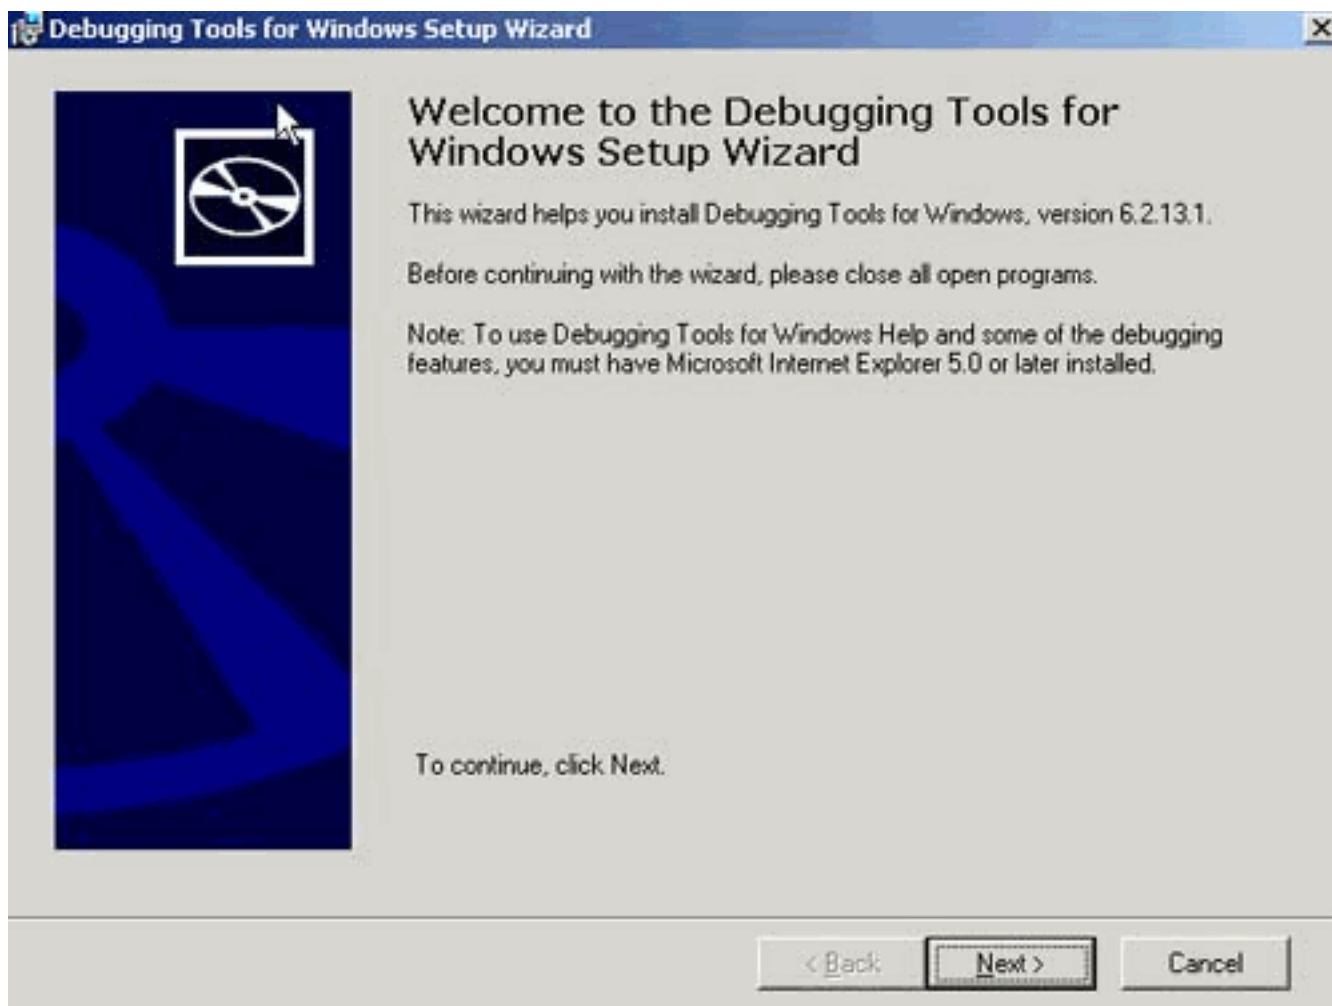 Debugging Tools for Windows Setup Wizard
Welcome to the Debugging Tools for
Windows Setup Wizard
This wizard helps you install Debugging Tools for Windows, version 6.2.13.1.
Before continuing with the wizard, please close all open programs.
Note: To use Debugging Tools for Windows Help and some of the debugging
features, you must have Microsoft Internet Explorer 5.0 or later installed.
To continue, click Next.
< Back
Next >
Cancel